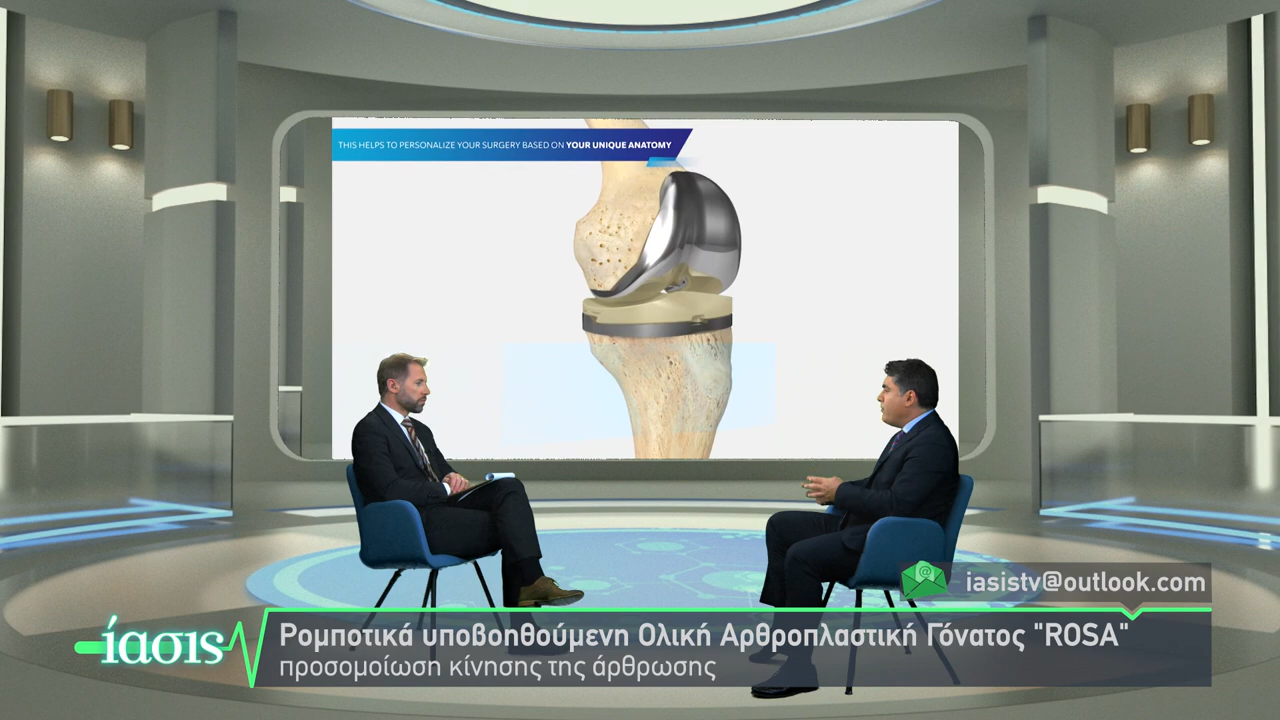 THIS HELPS TO PERSONALIZE YOUR SURGERY BASED ON YOUR UNIQUE ANATOMY
iasistv@outlook.com
ίασις
Ρομποτικά υποβοηθούμενη Ολική Αρθροπλαστική Γόνατος "ROSA"
προσομοίωση κίνησης της άρθρωσης